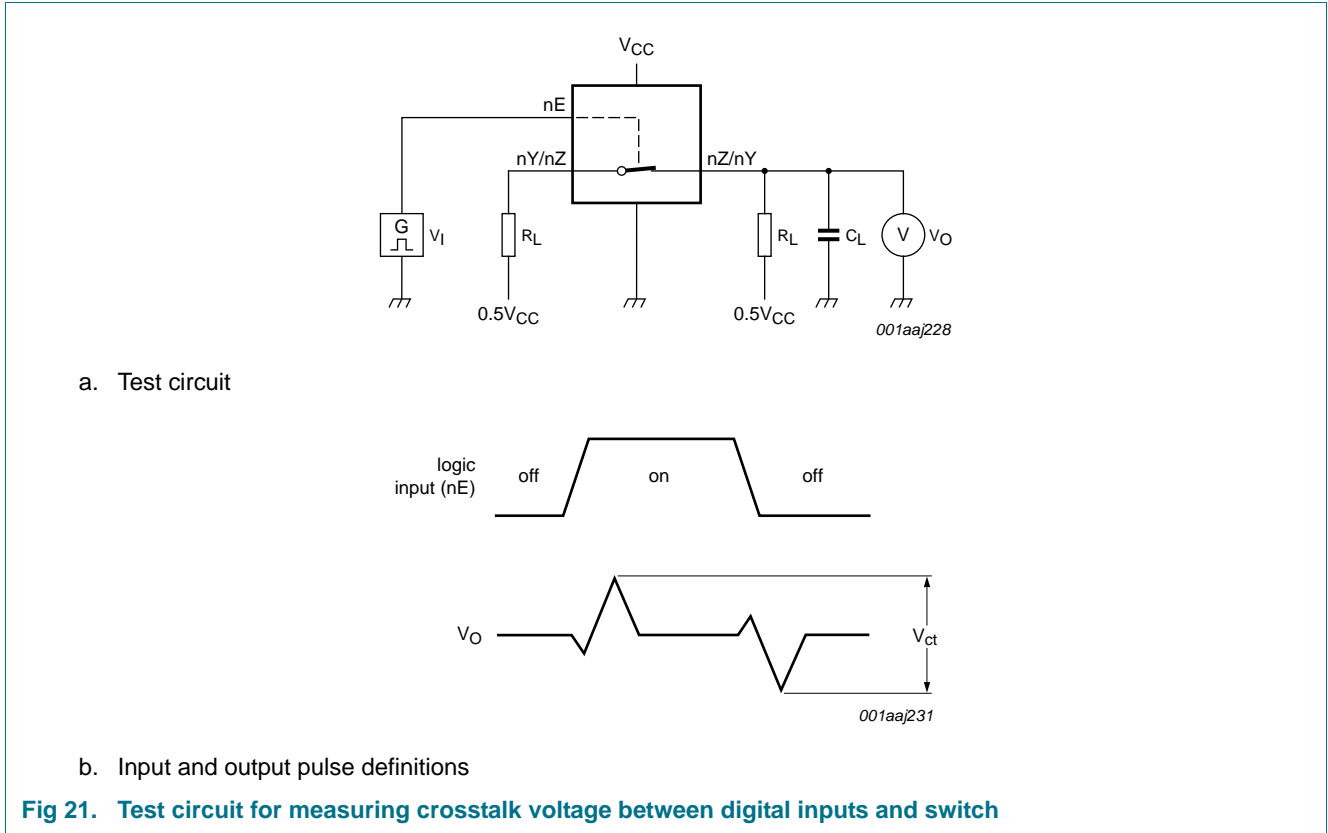 VCC
nE
nY/nZ
nZ/nY
G
VI
RL
RL
CL
V
VO
0.5VCC
0.5VCC
001aaj228
a. Test circuit
logic
input (nE)
off
on
off
VO
Vct
001aaj231
b. Input and output pulse definitions
Fig 21. Test circuit for measuring crosstalk voltage between digital inputs and switch